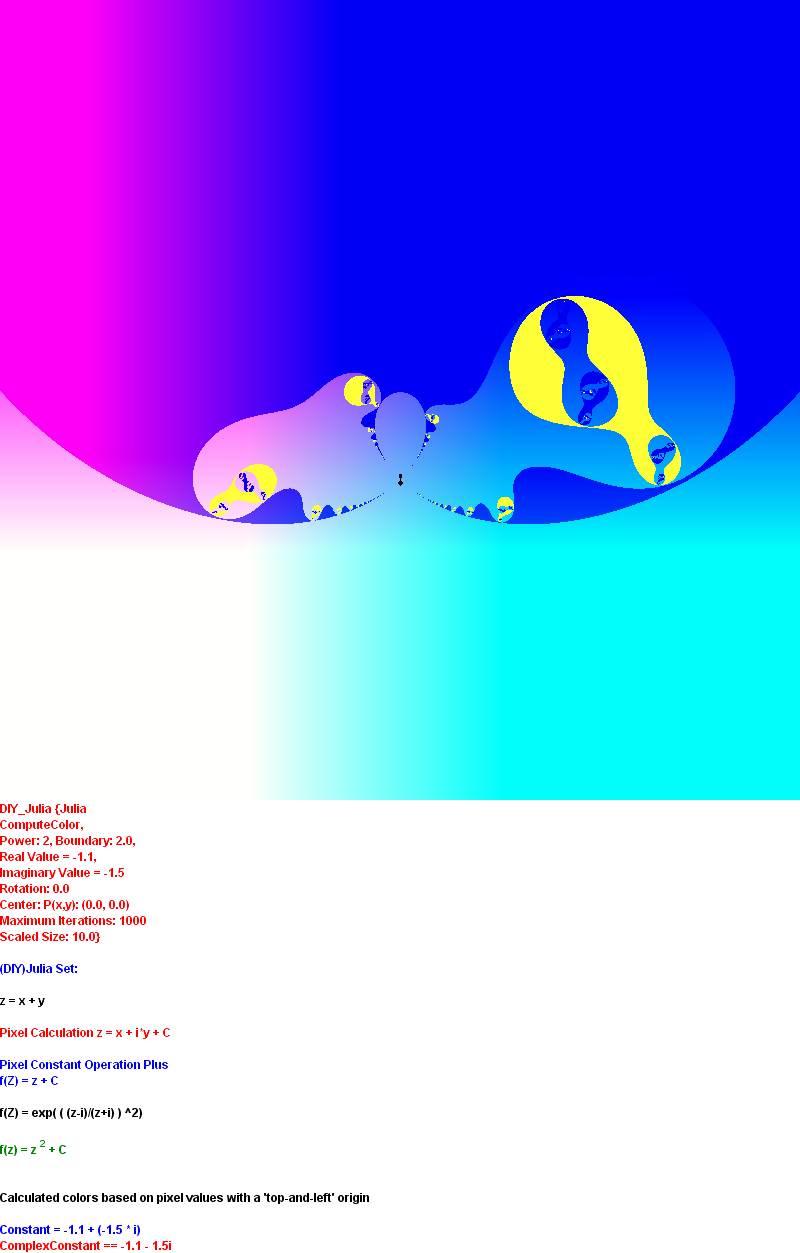 DIY_Julia {Julia
ComputeColor,
Power: 2, Boundary: 2.0,
Real Value = -1.1,
Imaginary Value = -1.5
Rotation: 0.0
Center: P(x,y): (0.0, 0.0)
Maximum Iterations: 1000
Scaled Size: 10.0}
(DIY)Julia Set:
z = x + y
Pixel Calculation z = x + i*y + C
Pixel Constant Operation Plus
f(Z) = z + C
f(Z) = exp( ( (z-i)/(z+i) ) ^2)
f(z) = z ² + C
Calculated colors based on pixel values with a 'top-and-left' origin
Constant = -1.1 + (-1.5 * i)
ComplexConstant == -1.1 - 1.5i